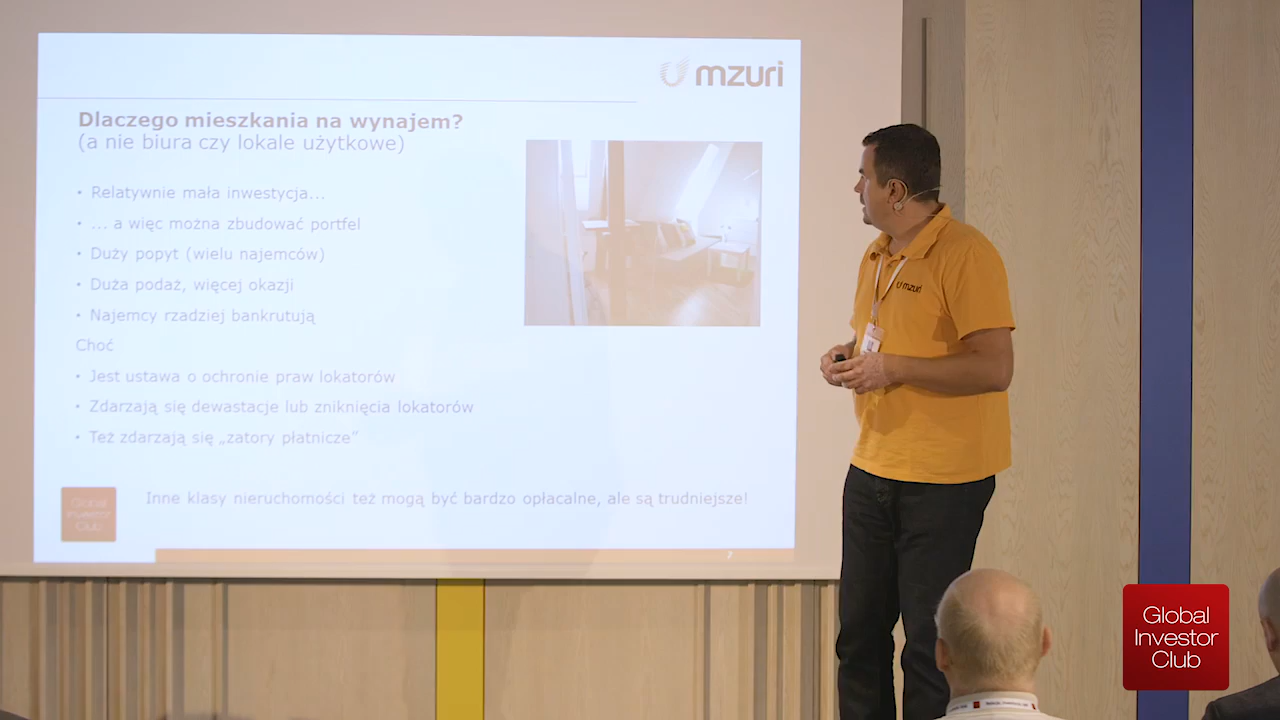 mzuri
Dlaczego mieszkania na wynajem?
(a nie biura czy lokale użytkowe)
• Relatywnie mała inwestycja...
• ... a więc można zbudować portfel
• Duży popyt (wielu najemców)
• Duża podaż, więcej okazji
• Najemcy rzadziej bankrutują
Choć
• Jest ustawa o ochronie praw lokatorów
• Zdarzają się dewastacje lub zniknięcia lokatorów
• Też zdarzają się „zatory płatnicze”
Global
Investor
Club
Inne klasy nieruchomości też mogą być bardzo opłacalne, ale są trudniejsze!
7
mzuri
Global
Investor
Club